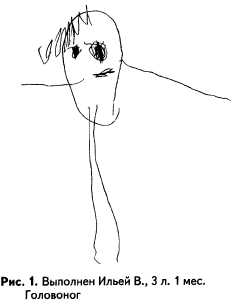 Рис. 1. Выполнен Ильей В., 3 л. 1 мес.
Головоног